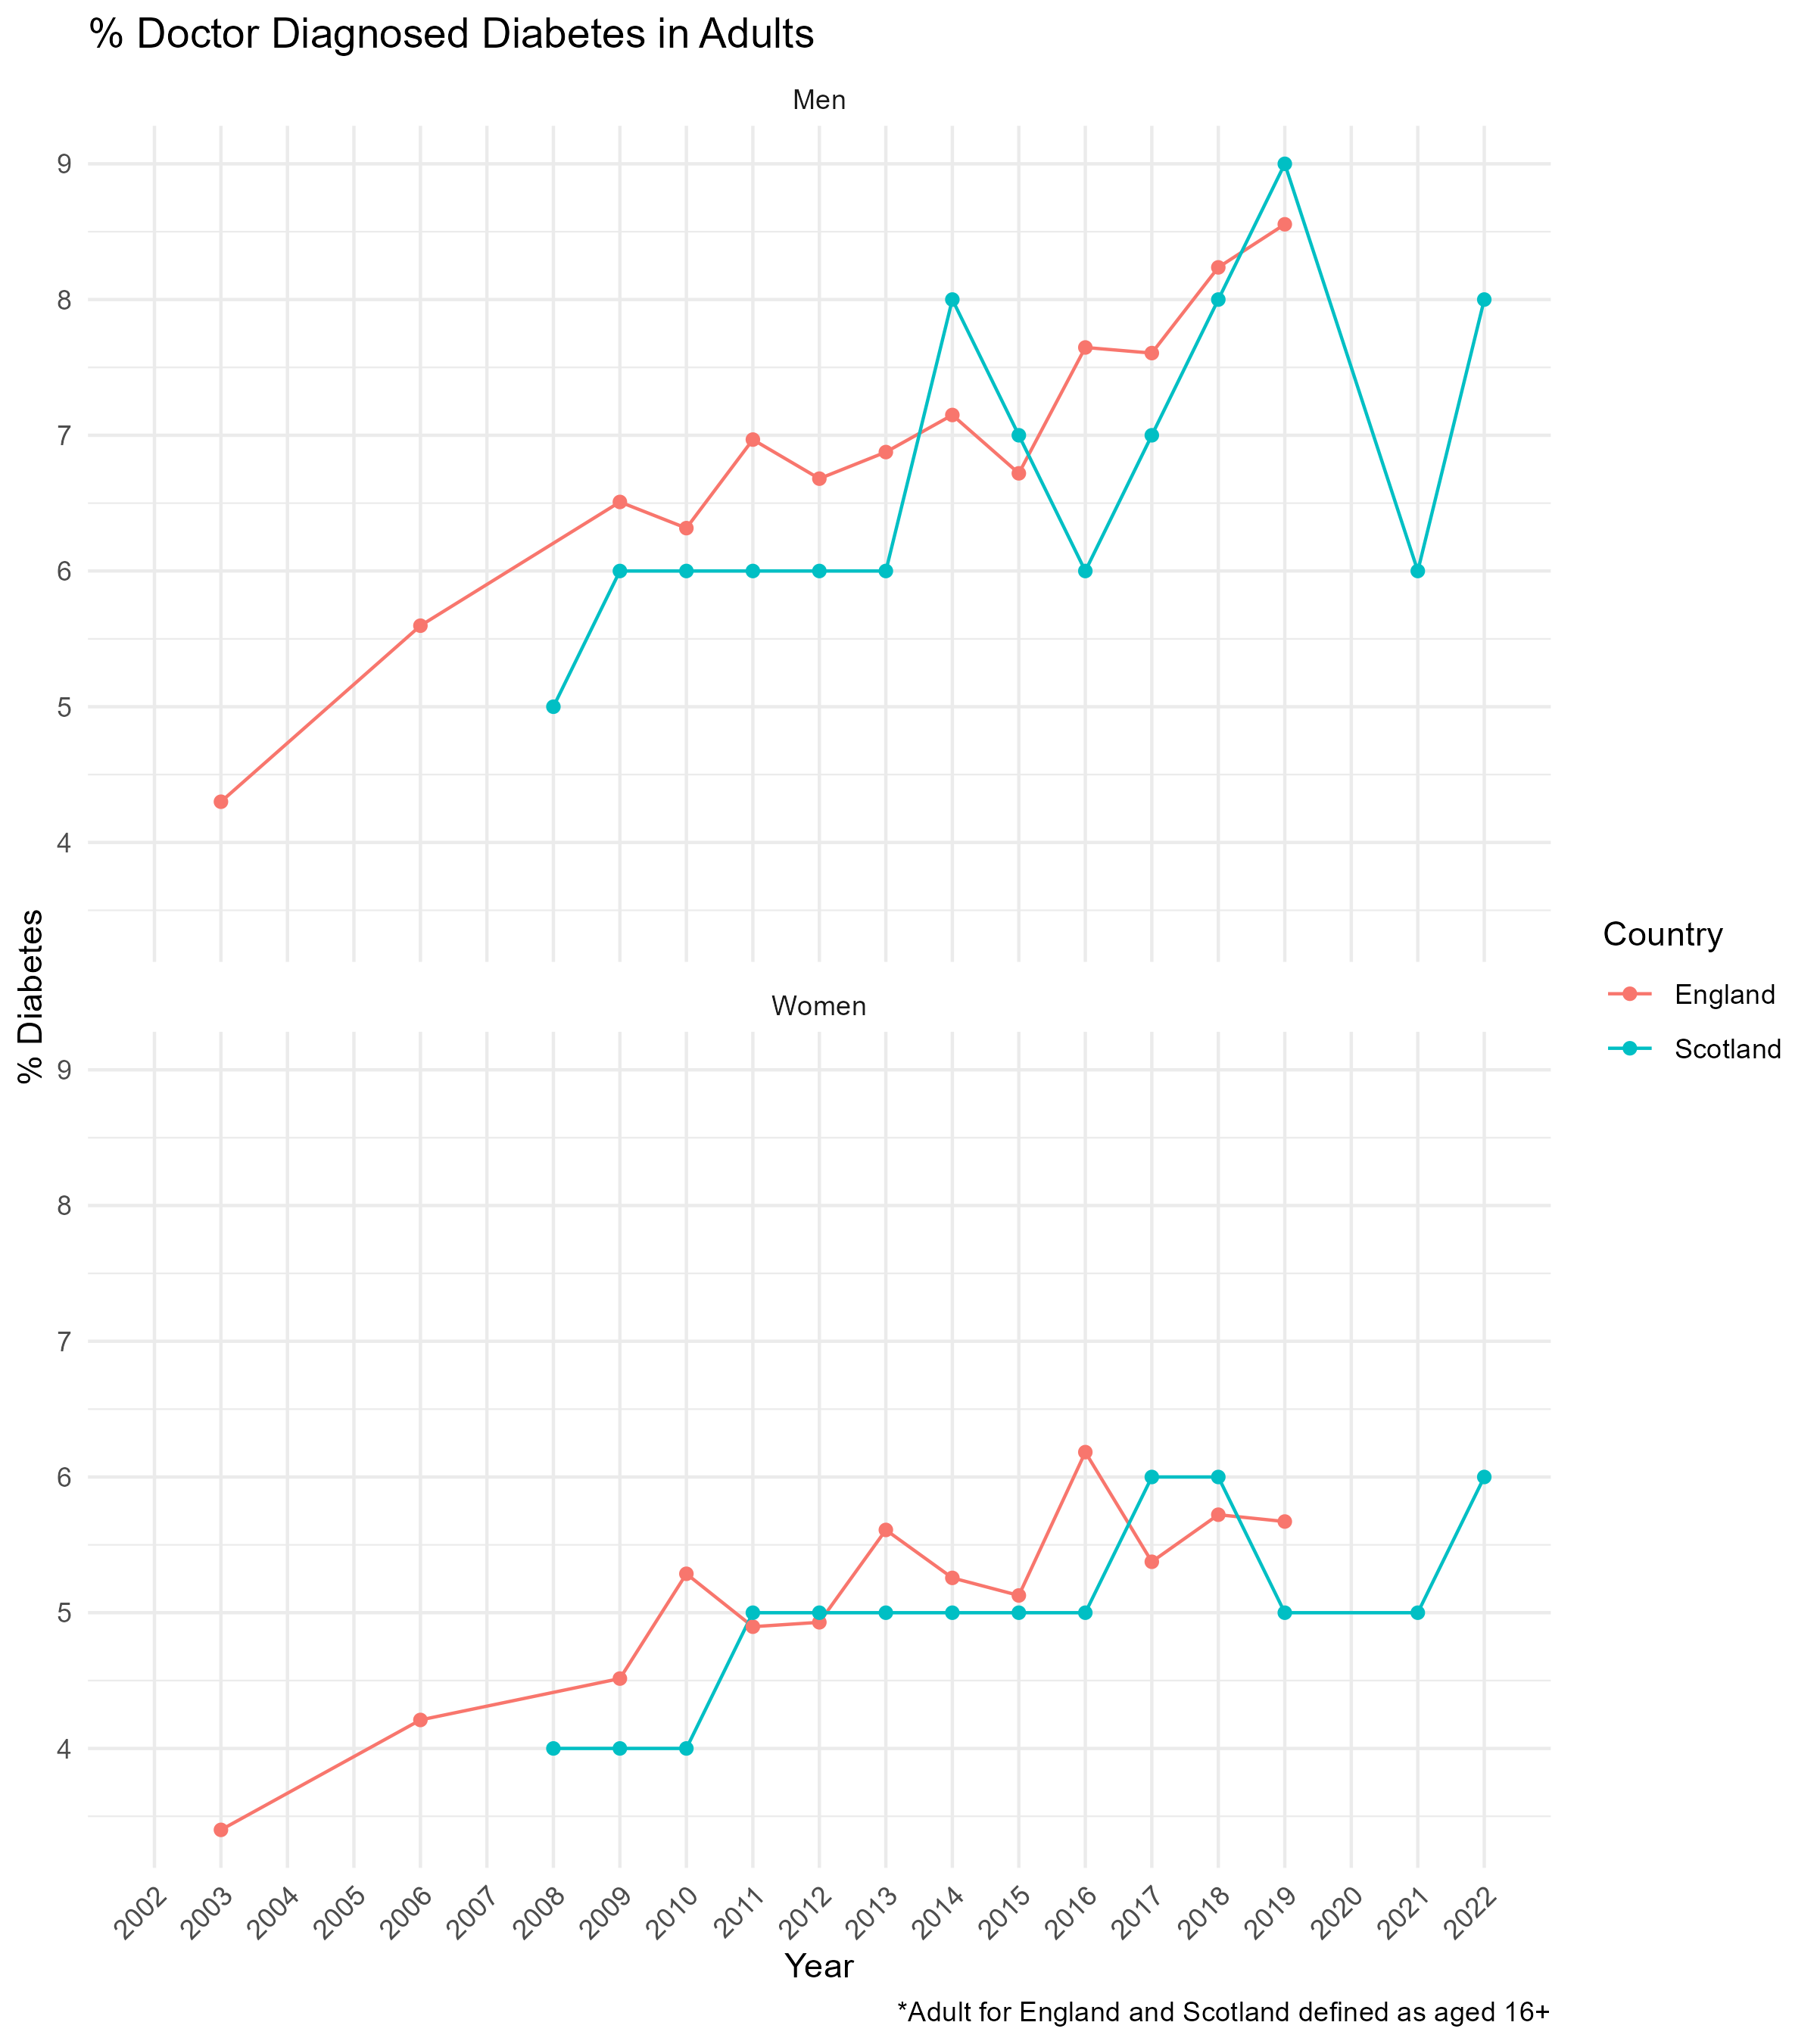 % Doctor Diagnosed Diabetes in Adults
Men
9
8
7
6
5
4
% Diabetes
Women
9
8
7
6
5
4
2002 2003 2004 2005 2006 2007 2008 2009 2010 2011 2012 2013 2014 2015 2016 2017 2018 2019 2020 2021 2022
Year
Country
England
Scotland
*Adult for England and Scotland defined as aged 16+